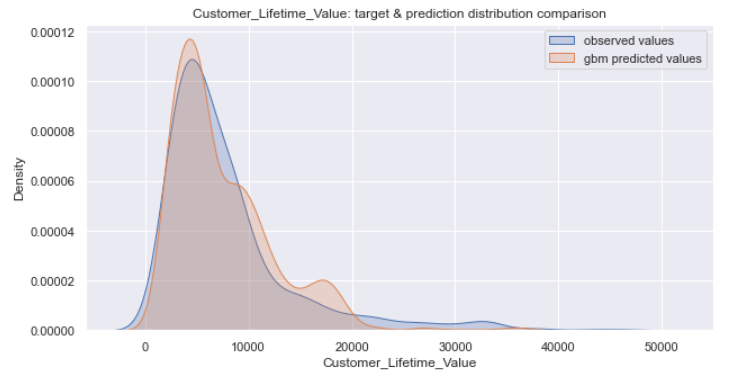 Customer_Lifetime_Value: target & prediction distribution comparison
observed values
gbm predicted values
0.00012
0.00010
0.00008
0.00006
0.00004
0.00002
0.00000
Density
0
10000
20000
30000
40000
50000
Customer_Lifetime_Value